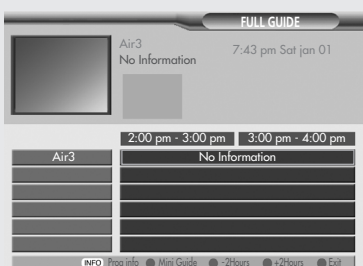 FULL GUIDE
Air3
No Information
7:43 pm Sat jan 01
2:00 pm - 3:00 pm 3:00 pm - 4:00 pm
Air3 No Information
INFO Prog info Mini Guide -2Hours +2Hours Exit